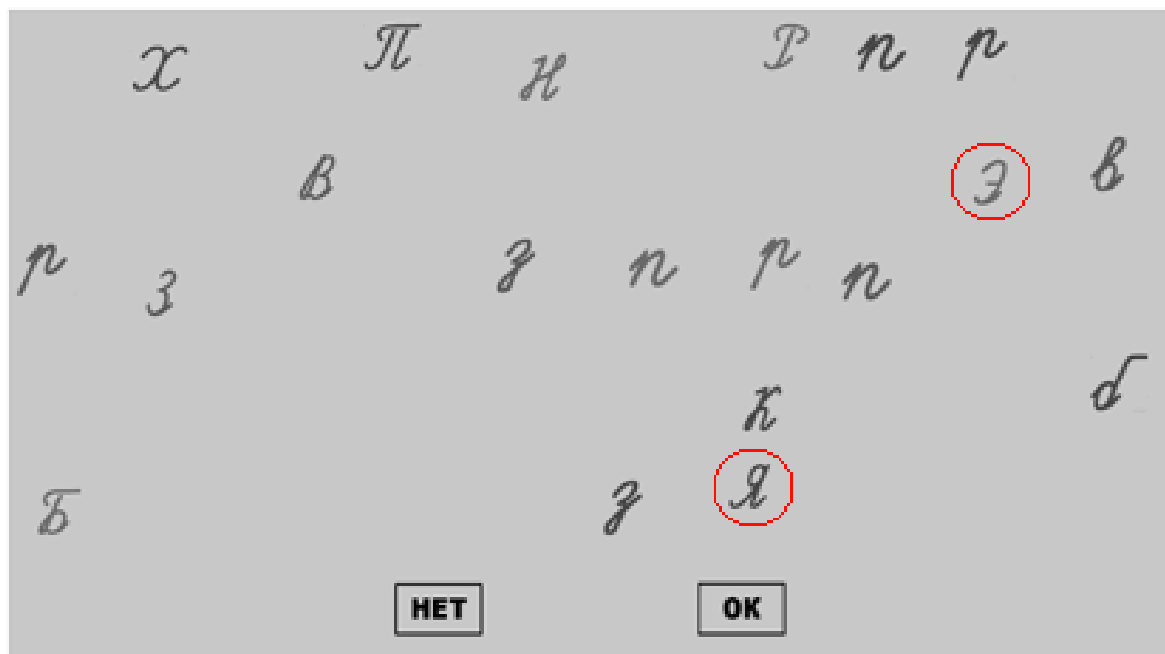 Х П Н Р п р
В Э в
р З з п р п
к б
Б з Я
НЕТ ОК